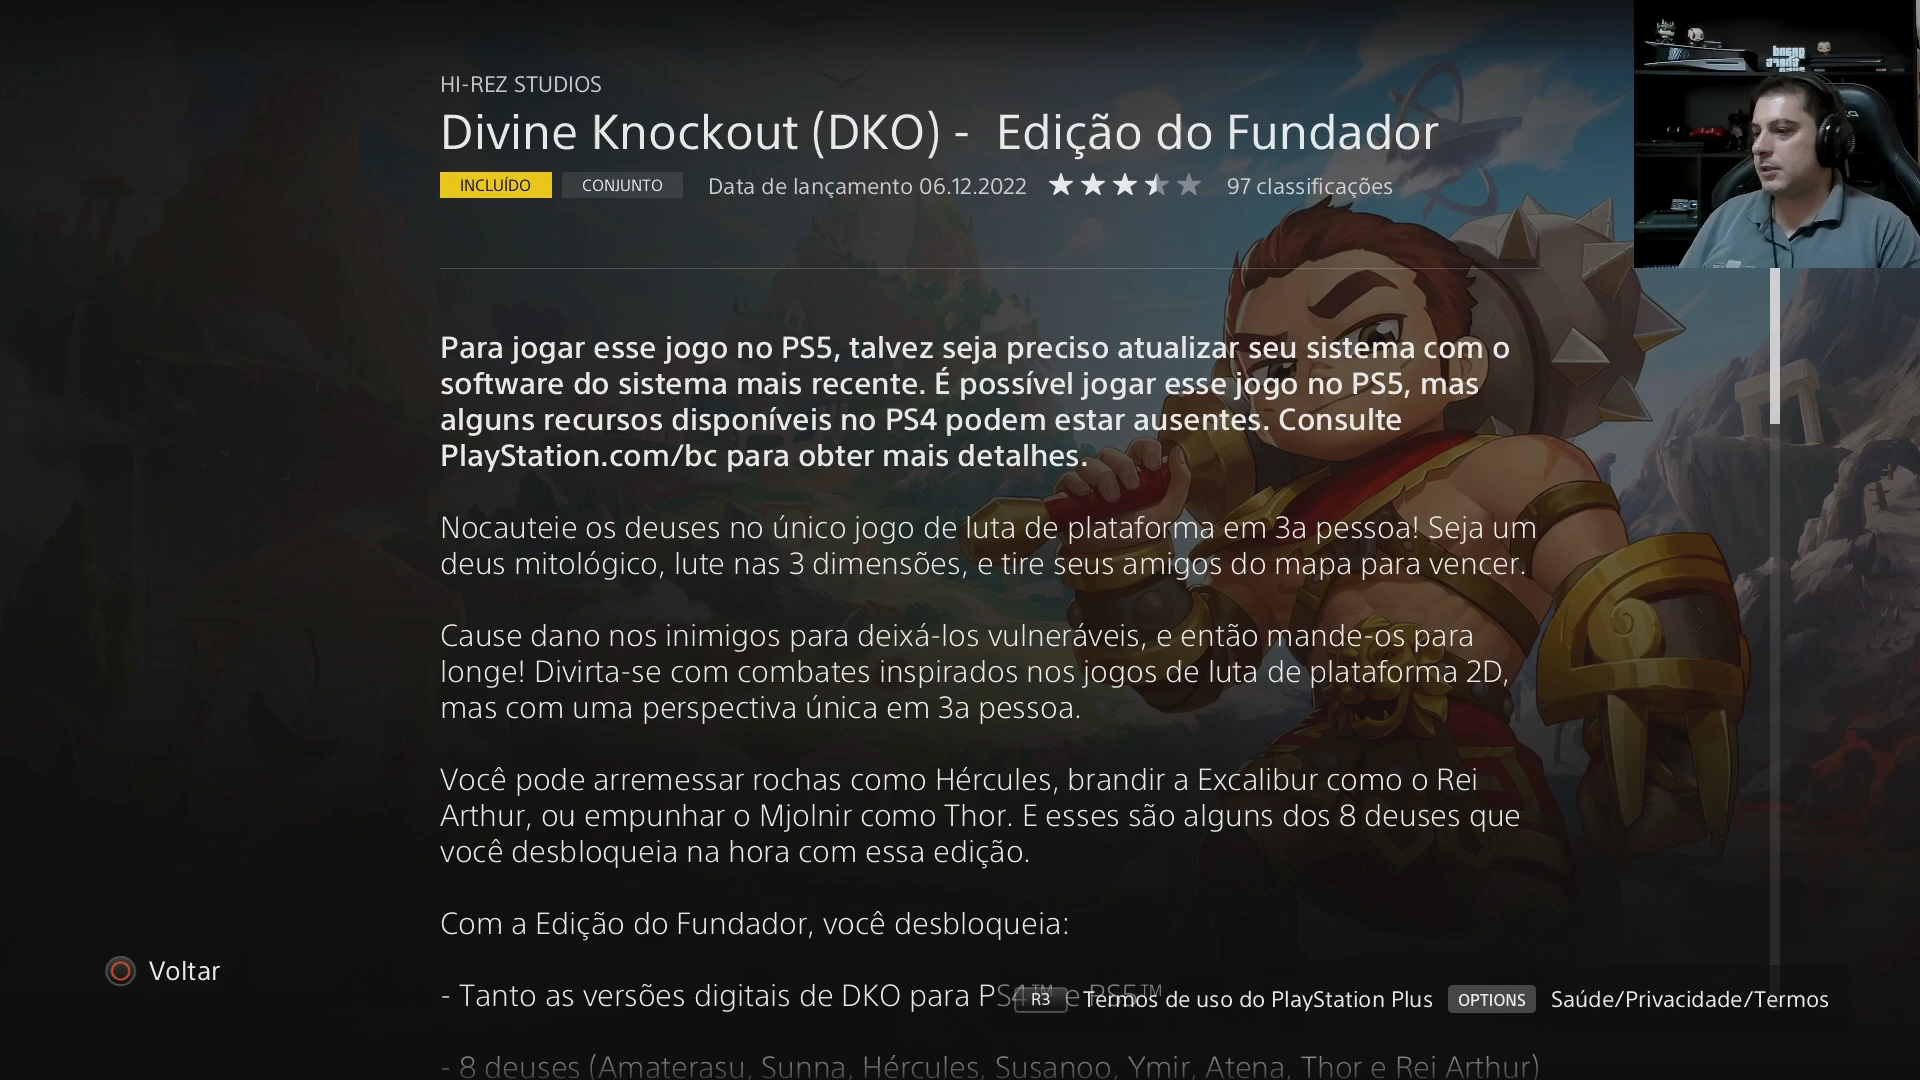 HI-REZ STUDIOS
Divine Knockout (DKO) - Edição do Fundador
INCLUÍDO CONJUNTO Data de lançamento 06.12.2022 97 classificações
Para jogar esse jogo no PS5, talvez seja preciso atualizar seu sistema com o
software do sistema mais recente. É possível jogar esse jogo no PS5, mas
alguns recursos disponíveis no PS4 podem estar ausentes. Consulte
PlayStation.com/bc para obter mais detalhes.
Nocauteie os deuses no único jogo de luta de plataforma em 3a pessoa! Seja um
deus mitológico, lute nas 3 dimensões, e tire seus amigos do mapa para vencer.
Cause dano nos inimigos para deixá-los vulneráveis, e então mande-os para
longe! Divirta-se com combates inspirados nos jogos de luta de plataforma 2D,
mas com uma perspectiva única em 3a pessoa.
Você pode arremessar rochas como Hércules, brandir a Excalibur como o Rei
Arthur, ou empunhar o Mjolnir como Thor. E esses são alguns dos 8 deuses que
você desbloqueia na hora com essa edição.
Com a Edição do Fundador, você desbloqueia:
Voltar
- Tanto as versões digitais de DKO para PS4™ e PS5™
R3 Termos de uso do PlayStation Plus OPTIONS Saúde/Privacidade/Termos
- 8 deuses (Amaterasu, Sunna, Hércules, Susanoo, Ymir, Atena, Thor e Rei Arthur)